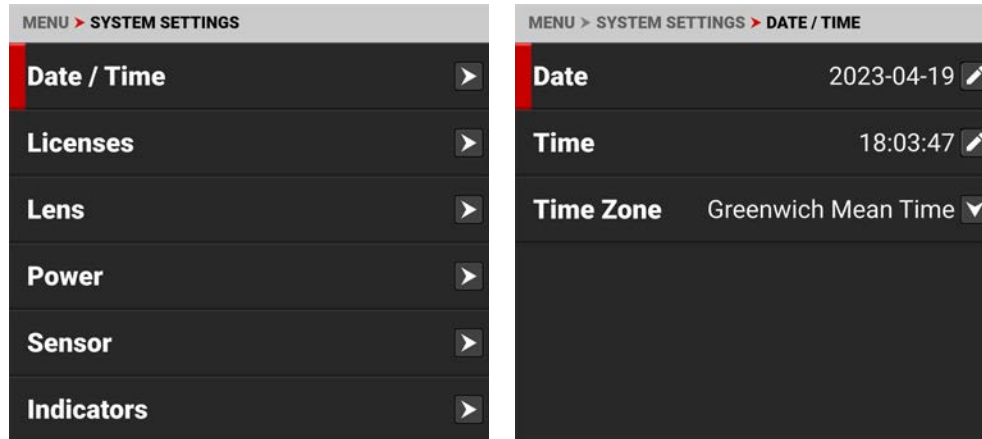 MENU > SYSTEM SETTINGS
Date / Time
Licenses
Lens
Power
Sensor
Indicators
MENU > SYSTEM SETTINGS > DATE / TIME
Date 2023-04-19
Time 18:03:47
Time Zone Greenwich Mean Time